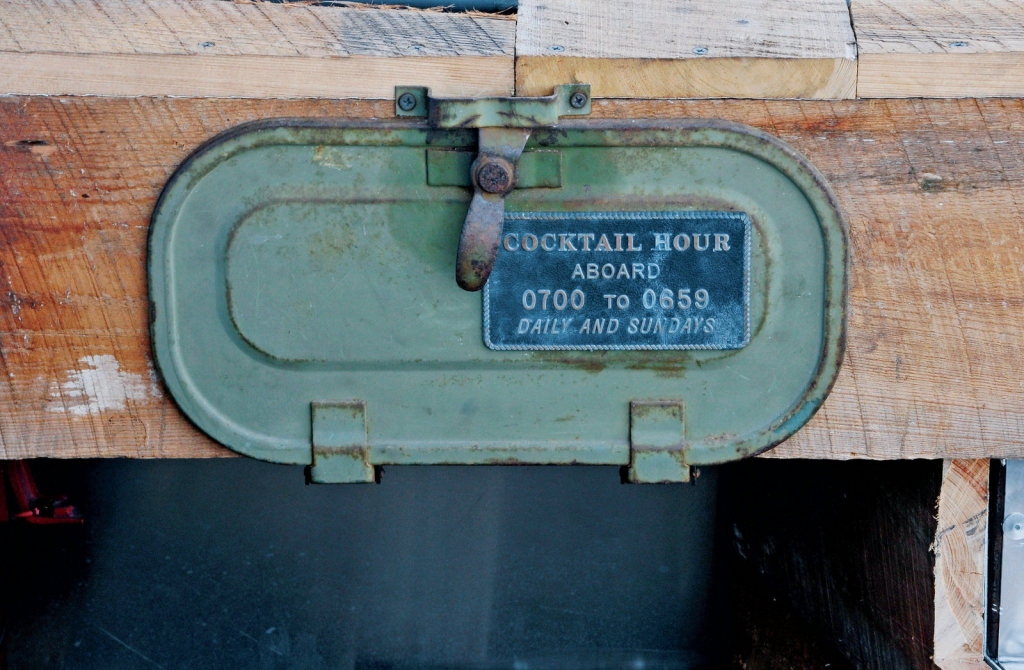 COCKTAIL HOUR
ABOARD
0700 TO 0659
DAILY AND SUNDAYS